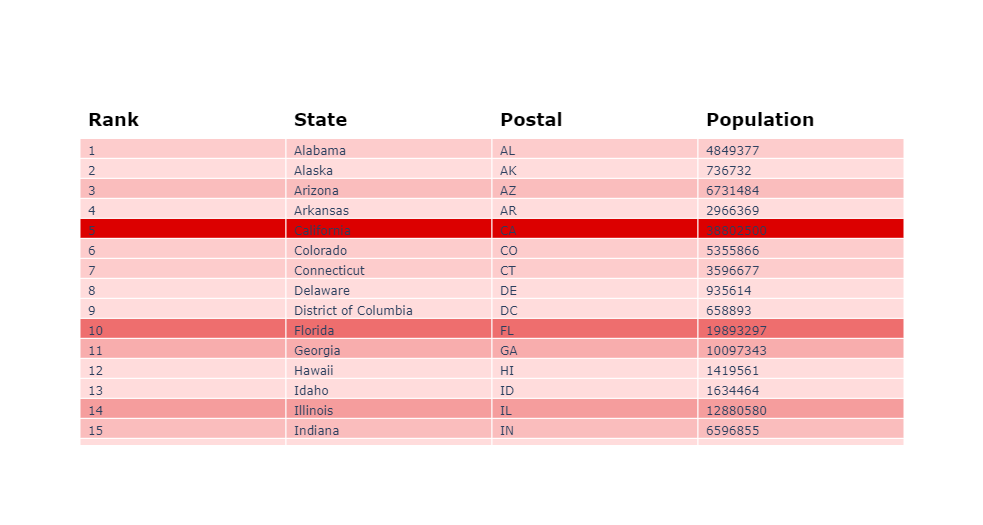 Rank State Postal Population
1 Alabama AL 4849377
2 Alaska AK 736732
3 Arizona AZ 6731484
4 Arkansas AR 2966369
5 California CA 38802500
6 Colorado CO 5355866
7 Connecticut CT 3596677
8 Delaware DE 935614
9 District of Columbia DC 658893
10 Florida FL 19893297
11 Georgia GA 10097343
12 Hawaii HI 1419561
13 Idaho ID 1634464
14 Illinois IL 12880580
15 Indiana IN 6596855